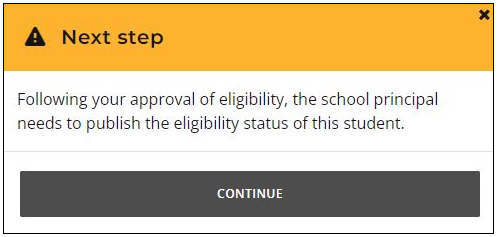 Next step
Following your approval of eligibility, the school principal
needs to publish the eligibility status of this student.
CONTINUE